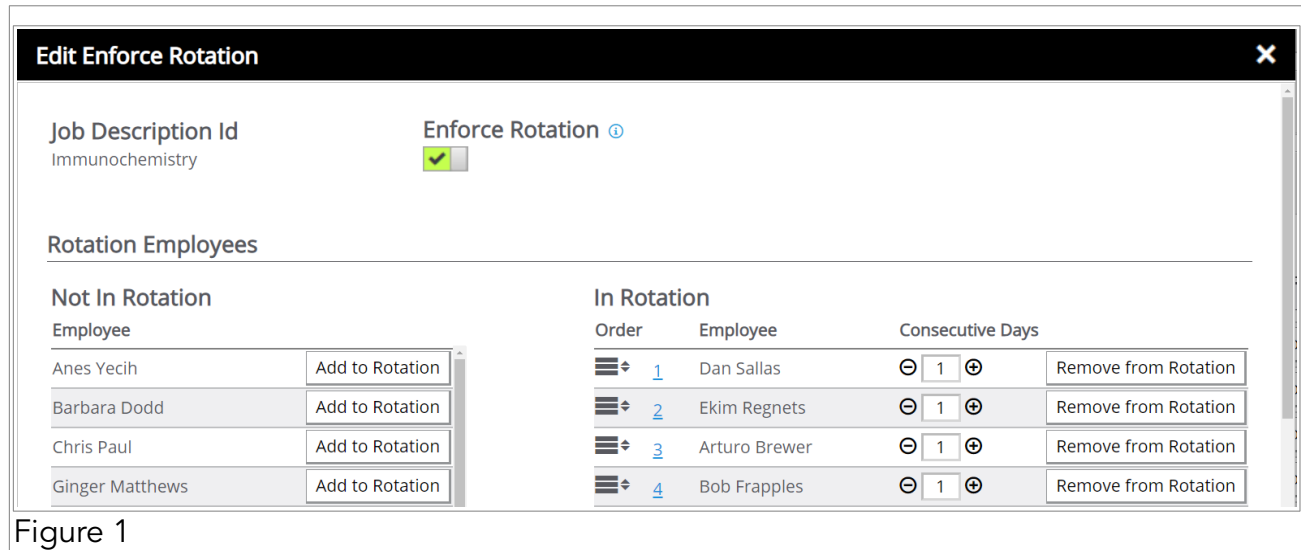 Edit Enforce Rotation
Job Description Id
Immunochemistry
Enforce Rotation
Rotation Employees
Not In Rotation
Employee
Anes Yecih Add to Rotation
Barbara Dodd Add to Rotation
Chris Paul Add to Rotation
Ginger Matthews Add to Rotation
In Rotation
Order Employee Consecutive Days
1 Dan Sallas 1 Remove from Rotation
2 Ekim Regnets 1 Remove from Rotation
3 Arturo Brewer 1 Remove from Rotation
4 Bob Frapples 1 Remove from Rotation
Figure 1